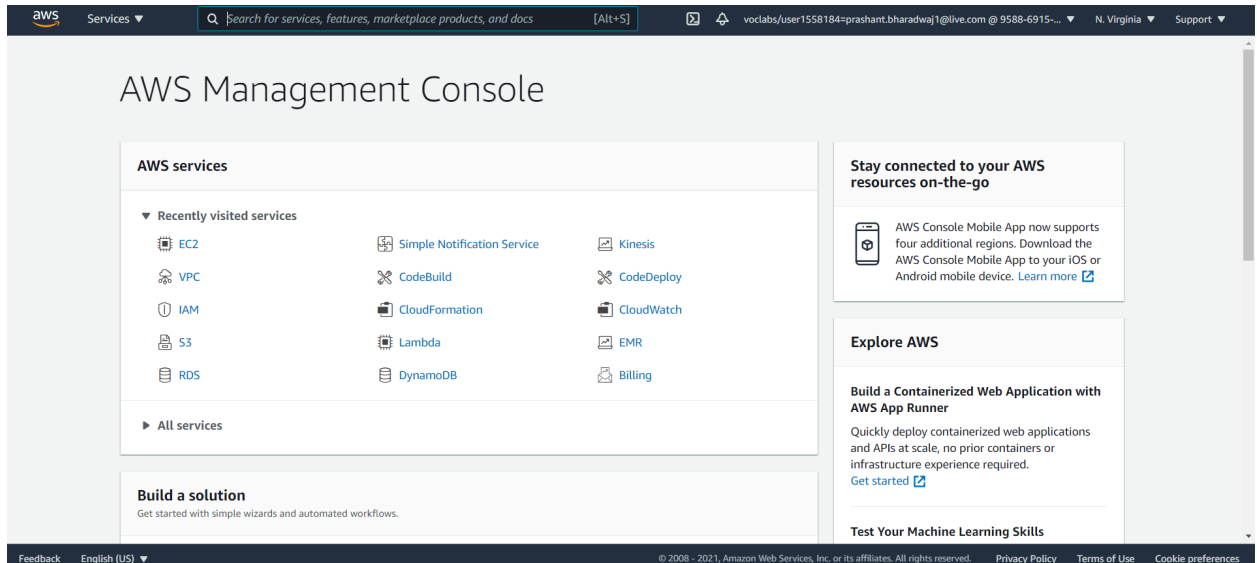 aws
Services ▼
Search for services, features, marketplace products, and docs [Alt+S]
voclabs/user1558184=prashant.bharadwaj1@live.com @ 9588-6915-... ▼
N. Virginia ▼
Support ▼
AWS Management Console
AWS services
▼ Recently visited services
EC2
Simple Notification Service
Kinesis
VPC
CodeBuild
CodeDeploy
IAM
CloudFormation
CloudWatch
S3
Lambda
EMR
RDS
DynamoDB
Billing
▶ All services
Build a solution
Get started with simple wizards and automated workflows.
Stay connected to your AWS
resources on-the-go
AWS Console Mobile App now supports
four additional regions. Download the
AWS Console Mobile App to your iOS or
Android mobile device. Learn more
Explore AWS
Build a Containerized Web Application with
AWS App Runner
Quickly deploy containerized web applications
and APIs at scale, no prior containers or
infrastructure experience required.
Get started
Test Your Machine Learning Skills
Feedback
English (US) ▼
© 2008 - 2021, Amazon Web Services, Inc. or its affiliates. All rights reserved.
Privacy Policy
Terms of Use
Cookie preferences